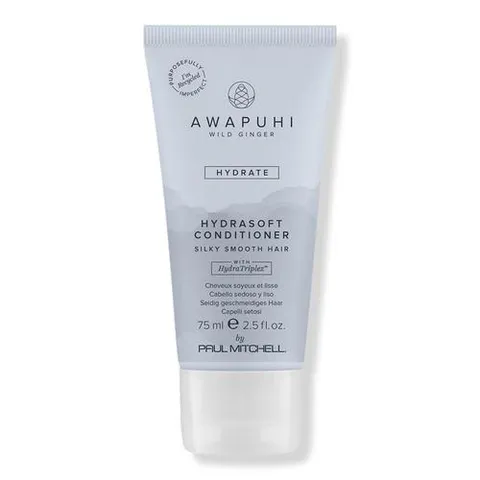 PURPOSEFULLY
I'm Recycled
IMPERFECT
AWAPUHI
WILD GINGER
HYDRATE
HYDRASOFT
CONDITIONER
SILKY SMOOTH HAIR
WITH
HydraTriplex™
Cheveux soyeux et lisse
Cabello sedoso y liso
Seidig geschmeidiges Haar
Capelli setosi
75 ml e 2.5 fl. oz.
by
PAUL MITCHELL.